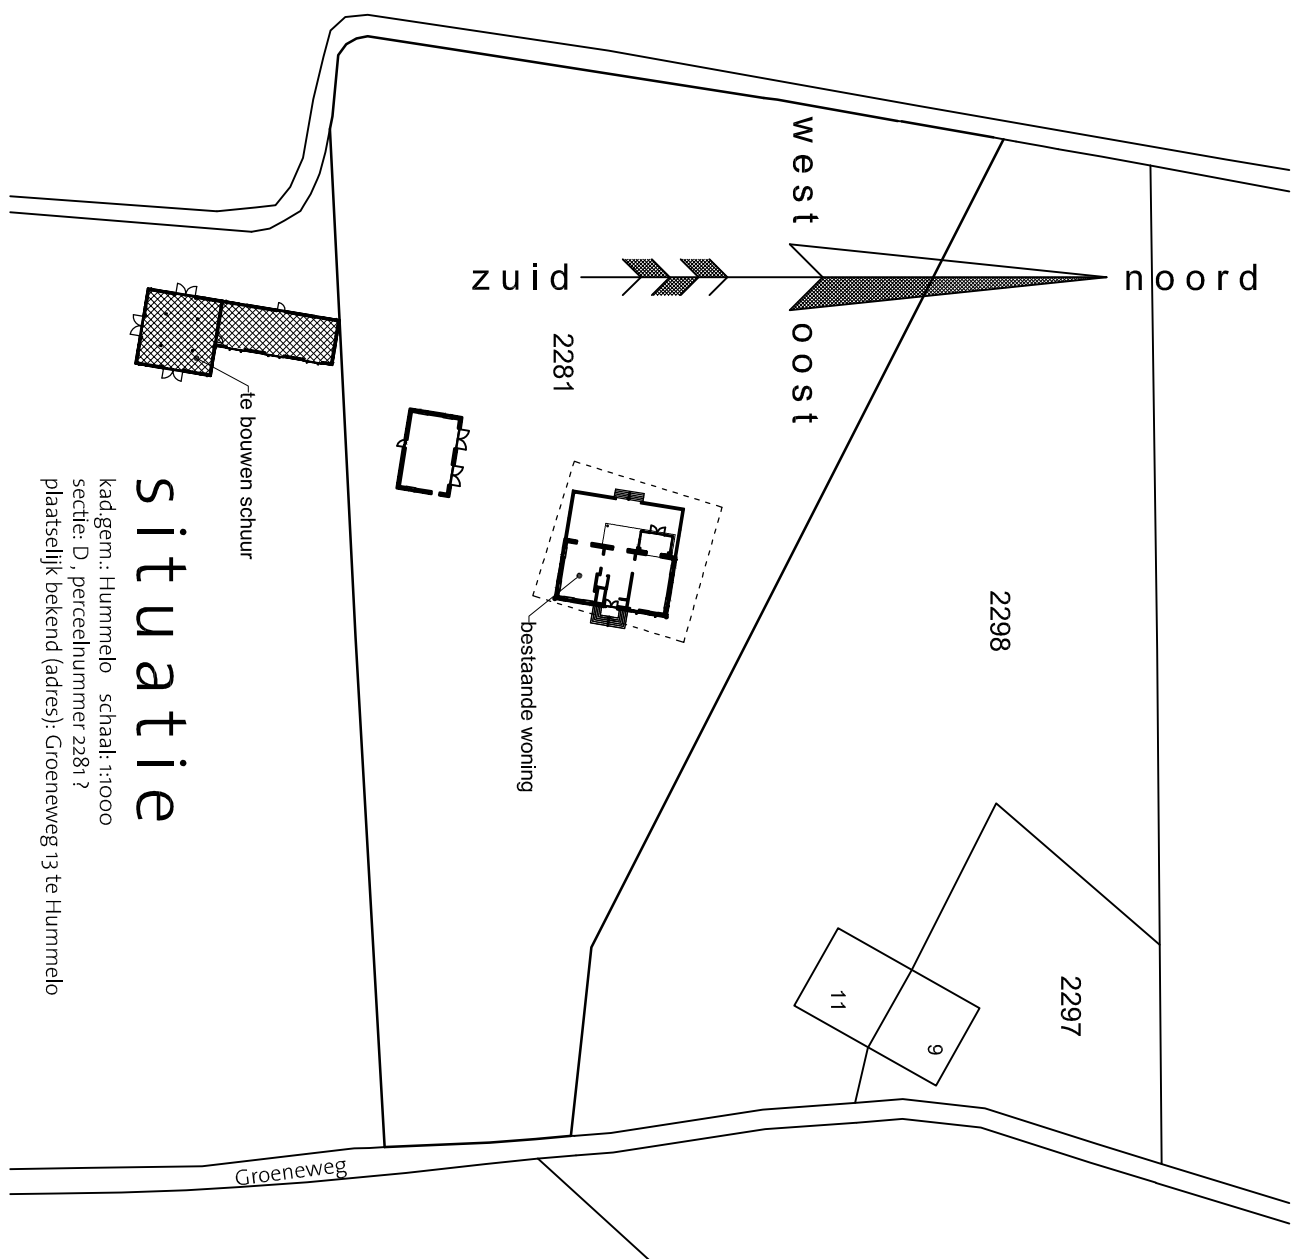 west
zuid
noord
oost
2281
te bouwen schuur
bestaande woning
2298
2297
11
9
situatie
kad.gem.: Hummelo schaal: 1:1000
sectie: D , perceelnummer 2281 ?
plaatselijk bekend (adres): Groeneweg 13 te Hummelo
Groeneweg